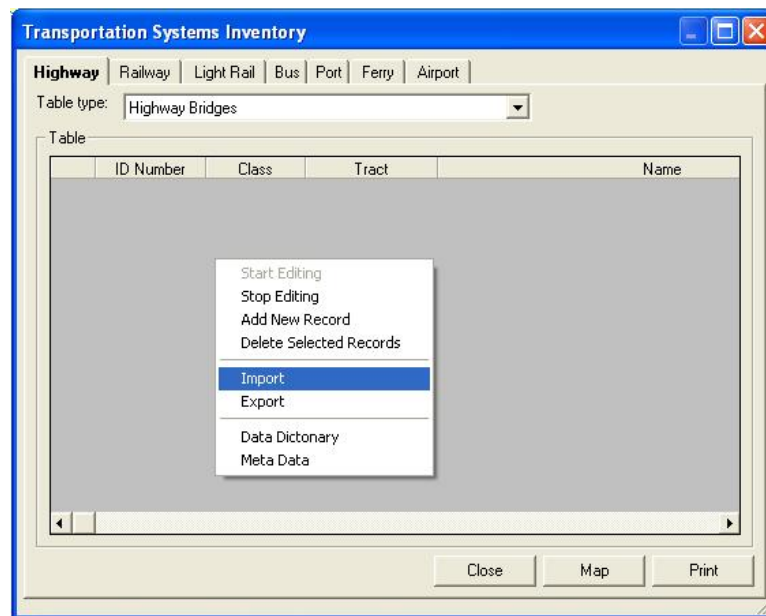 Transportation Systems Inventory
Highway Railway Light Rail Bus Port Ferry Airport
Table type: Highway Bridges
Table
ID Number Class Tract Name
Start Editing
Stop Editing
Add New Record
Delete Selected Records
Import
Export
Data Dictonary
Meta Data
Close Map Print